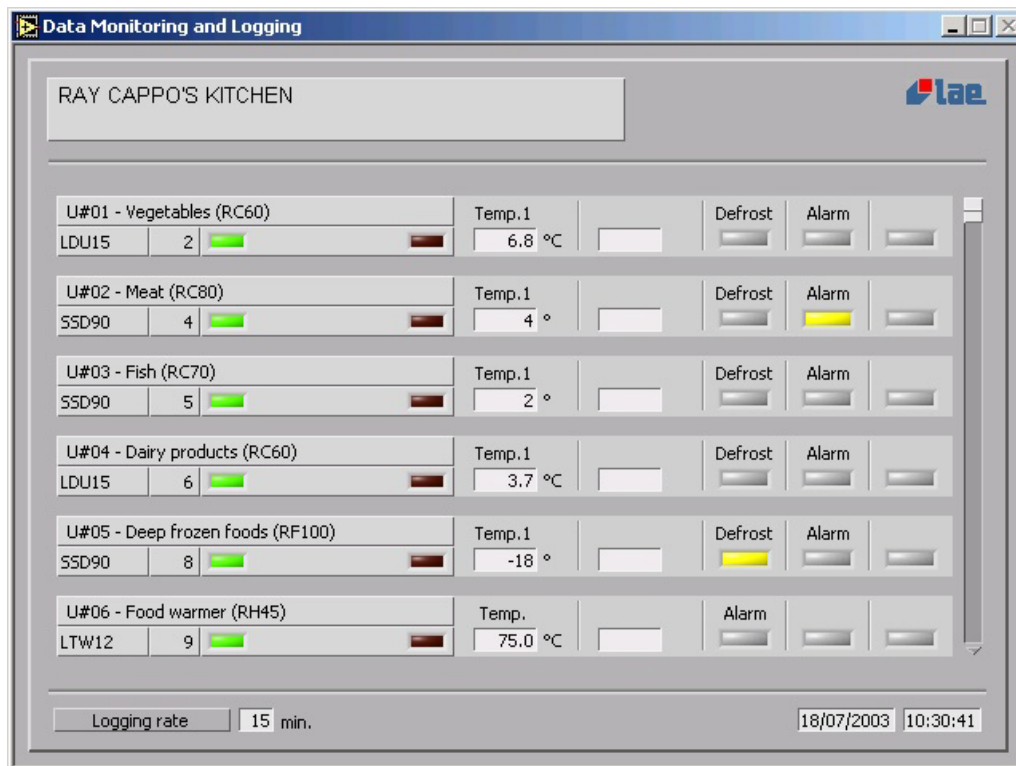 Data Monitoring and Logging
RAY CAPPO'S KITCHEN
lae
U#01 - Vegetables (RC60)
Temp.1 Defrost Alarm
LDU15 2 6.8 °C
U#02 - Meat (RC80)
Temp.1 Defrost Alarm
SSD90 4 4 °
U#03 - Fish (RC70)
Temp.1 Defrost Alarm
SSD90 5 2 °
U#04 - Dairy products (RC60)
Temp.1 Defrost Alarm
LDU15 6 3.7 °C
U#05 - Deep frozen foods (RF100)
Temp.1 Defrost Alarm
SSD90 8 -18 °
U#06 - Food warmer (RH45)
Temp. Alarm
LTW12 9 75.0 °C
Logging rate 15 min. 18/07/2003 10:30:41